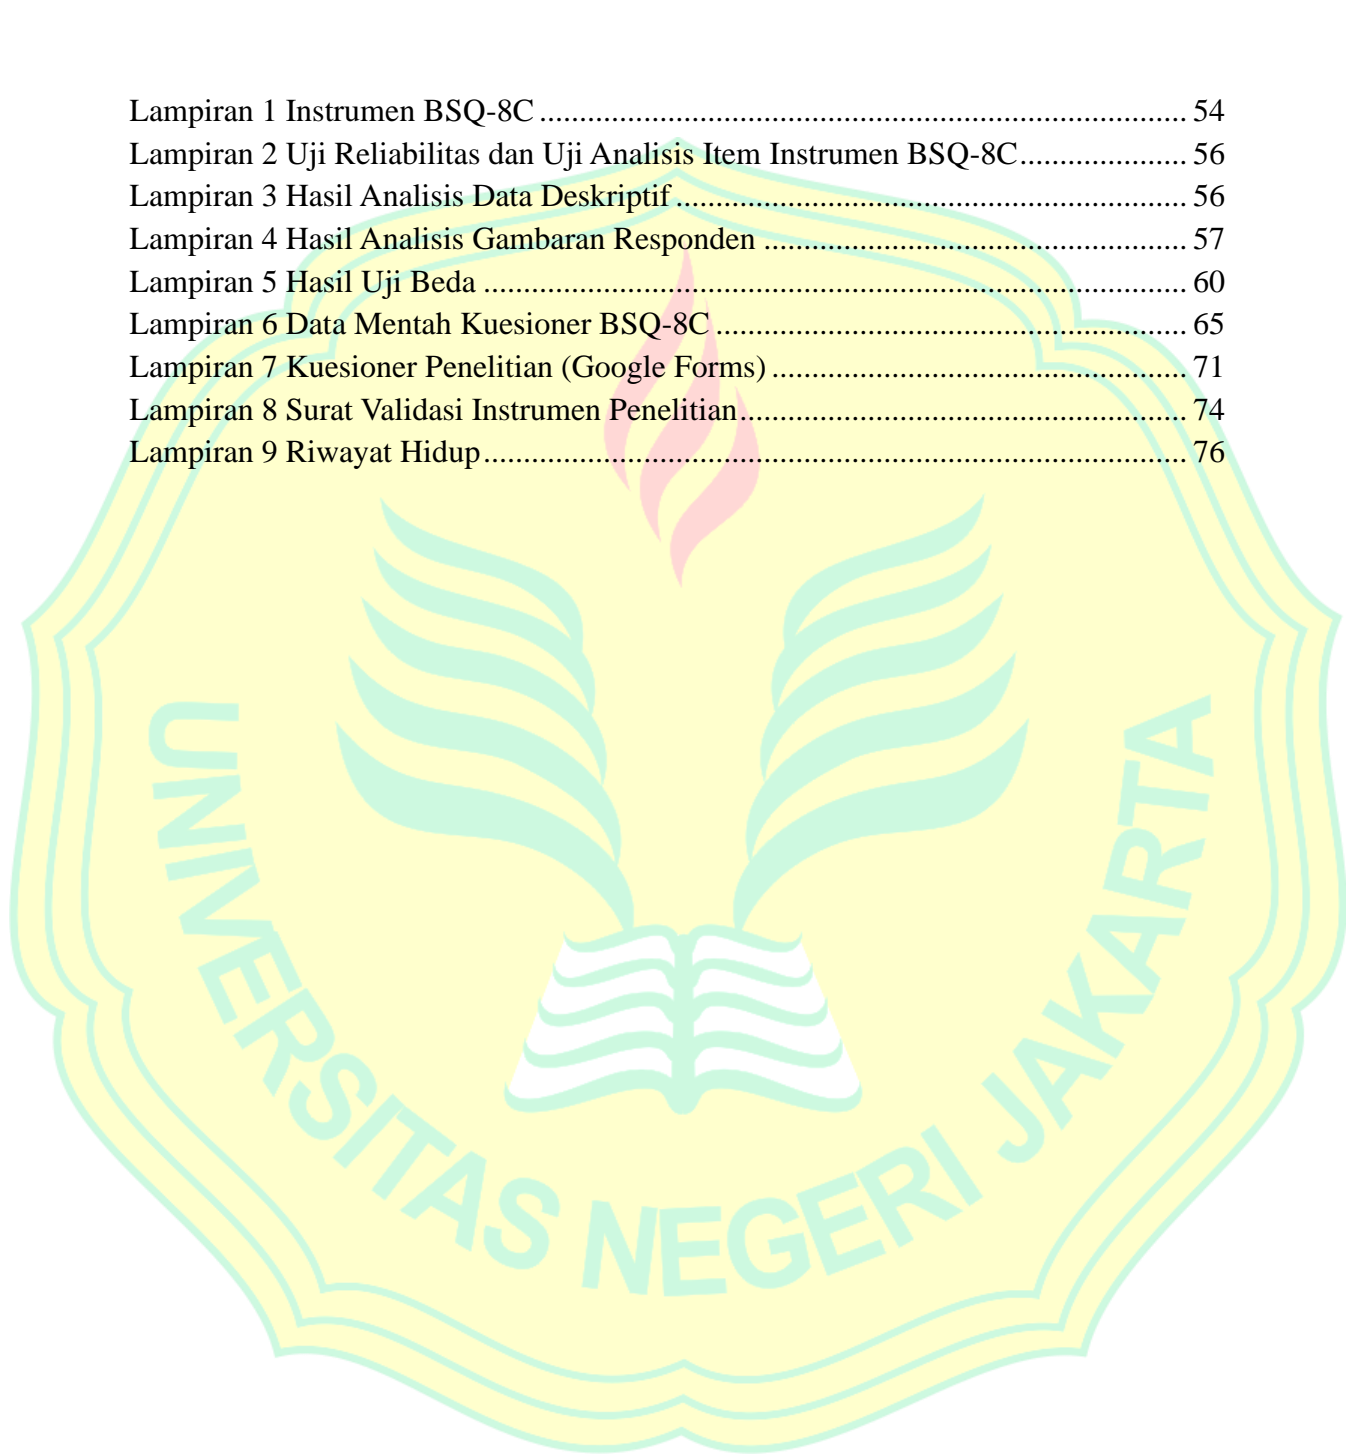 Lampiran 1 Instrumen BSQ-8C ................................................................................ 54
Lampiran 2 Uji Reliabilitas dan Uji Analisis Item Instrumen BSQ-8C ..................... 56
Lampiran 3 Hasil Analisis Data Deskriptif ............................................................... 56
Lampiran 4 Hasil Analisis Gambaran Responden .................................................... 57
Lampiran 5 Hasil Uji Beda ....................................................................................... 60
Lampiran 6 Data Mentah Kuesioner BSQ-8C .......................................................... 65
Lampiran 7 Kuesioner Penelitian (Google Forms) ................................................... 71
Lampiran 8 Surat Validasi Instrumen Penelitian ....................................................... 74
Lampiran 9 Riwayat Hidup ....................................................................................... 76
UNIVERSITAS NEGERI JAKARTA